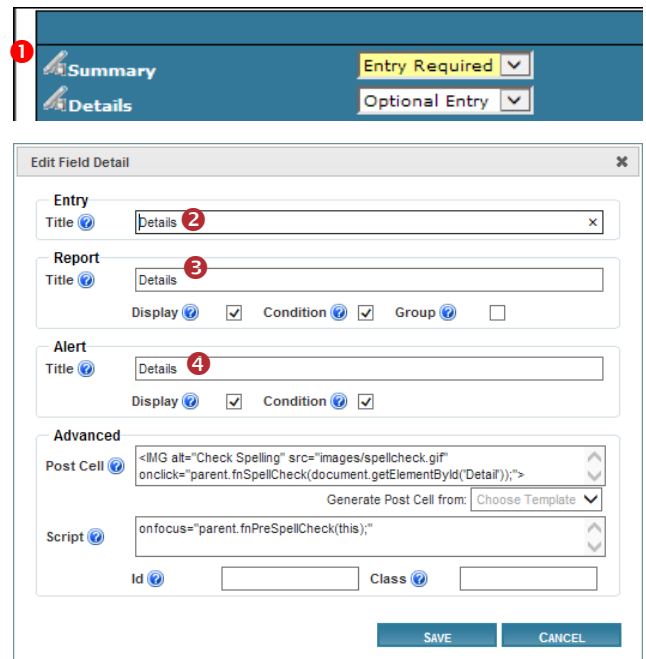 1
Summary Entry Required
Details Optional Entry
Edit Field Detail ×
Entry
Title ? Details 2 ×
Report
3
Title ? Details
Display ? Condition ? Group ?
Alert
Title ? Details 4
Display ? Condition ?
Advanced
Post Cell ? <IMG alt="Check Spelling" src="images/spellcheck.gif"
onclick="parent.fnSpellCheck(document.getElementById('Detail'));">
Generate Post Cell from: Choose Template
Script ? onfocus="parent.fnPreSpellCheck(this);"
Id ? Class ?
SAVE CANCEL